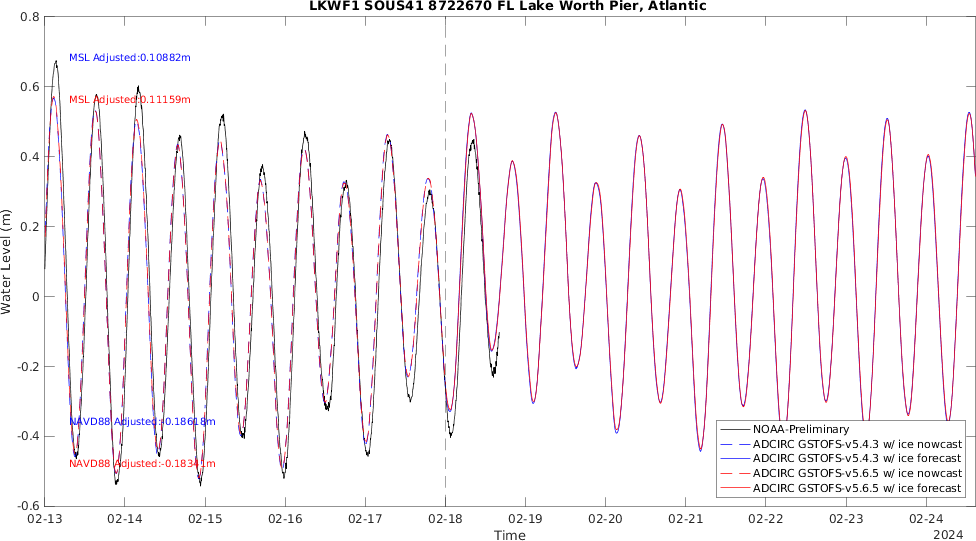 LKWF1 SOUS41 8722670 FL Lake Worth Pier, Atlantic
0.8
0.6
0.4
0.2
0
-0.2
-0.4
-0.6
Water Level (m)
MSL Adjusted:0.10882m
MSL Adjusted:0.11159m
NAVD88 Adjusted:-0.18618m
NAVD88 Adjusted:-0.18341m
NOAA-Preliminary
ADCIRC GSTOFS-v5.4.3 w/ ice nowcast
ADCIRC GSTOFS-v5.4.3 w/ ice forecast
ADCIRC GSTOFS-v5.6.5 w/ ice nowcast
ADCIRC GSTOFS-v5.6.5 w/ ice forecast
02-13 02-14 02-15 02-16 02-17 02-18 02-19 02-20 02-21 02-22 02-23 02-24
Time
2024